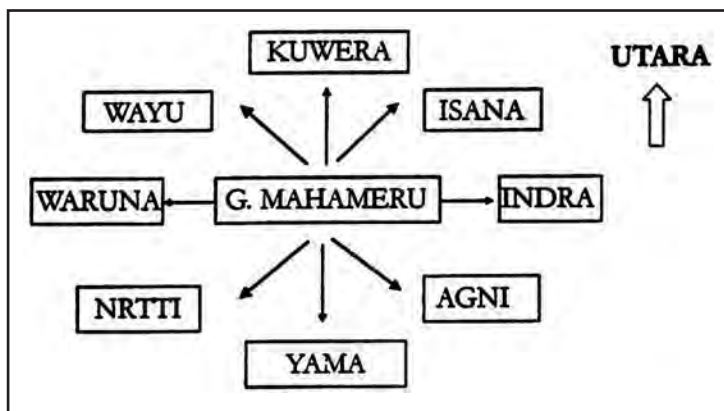 KUWERA
UTARA
WAYU
ISANA
WARUNA
G. MAHAMERU
INDRA
NRTTI
AGNI
YAMA